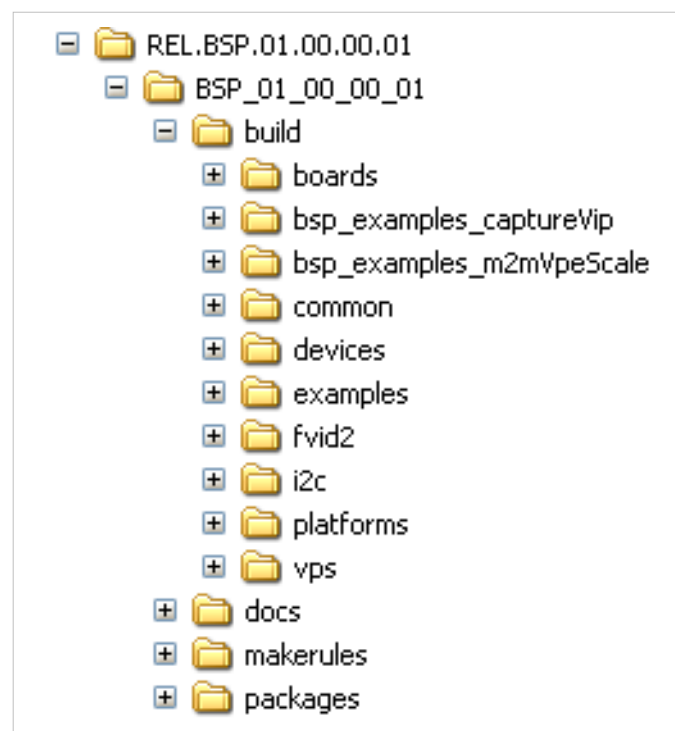 REL.BSP.01.00.00.01
BSP_01_00_00_01
build
boards
bsp_examples_captureVip
bsp_examples_m2mVpeScale
common
devices
examples
fvid2
i2c
platforms
vps
docs
makerules
packages